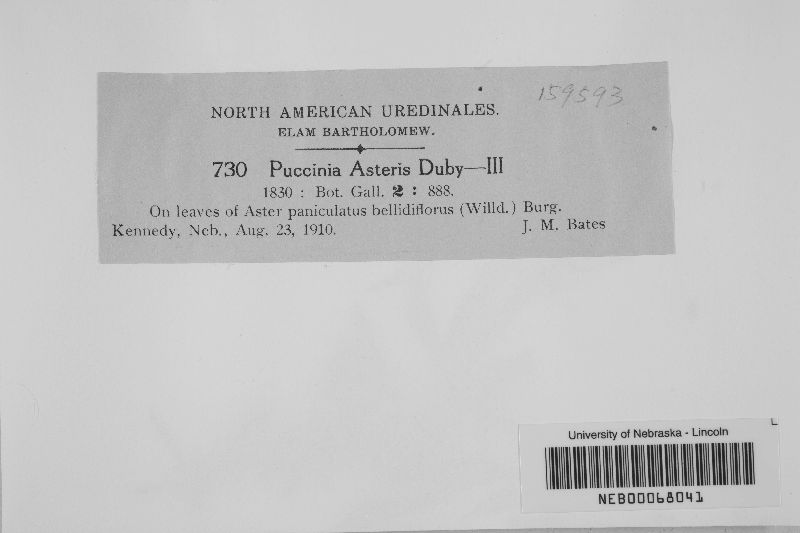 159593
NORTH AMERICAN UREDINALES.
ELAM BARTHOLOMEW.
730 Puccinia Asteris Duby—III
1830 : Bot. Gall. 2 : 888.
On leaves of Aster paniculatus bellidiflorus (Willd.) Burg.
Kennedy, Neb., Aug. 23, 1910. J. M. Bates
University of Nebraska - Lincoln
NEB00068041